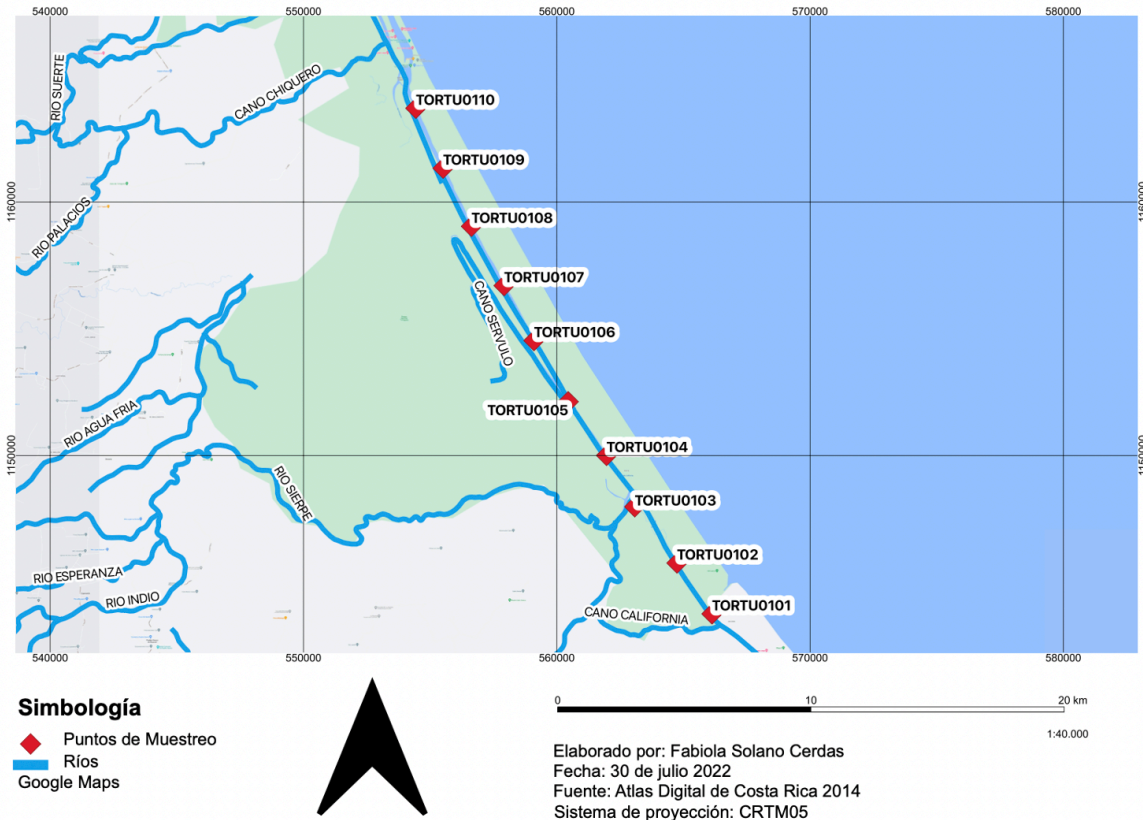 540000 550000 560000 570000 580000
RÍO SUERTE
CANO CHIQUERO
TORTU0110
TORTU0109
1160000 1160000
RIO PALACIOS
TORTU0108
TORTU0107
CANO SERVULO
TORTU0106
TORTU0105
RIO AGUA FRIA
TORTU0104
1150000 1150000
RIO SIERPE
TORTU0103
TORTU0102
RIO ESPERANZA
RIO INDIO
TORTU0101
CANO CALIFORNIA
540000 550000 560000 570000 580000
Simbología
Puntos de Muestreo
Ríos
Google Maps
0 10 20 km
1:40.000
Elaborado por: Fabiola Solano Cerdas
Fecha: 30 de julio 2022
Fuente: Atlas Digital de Costa Rica 2014
Sistema de proyección: CRTM05